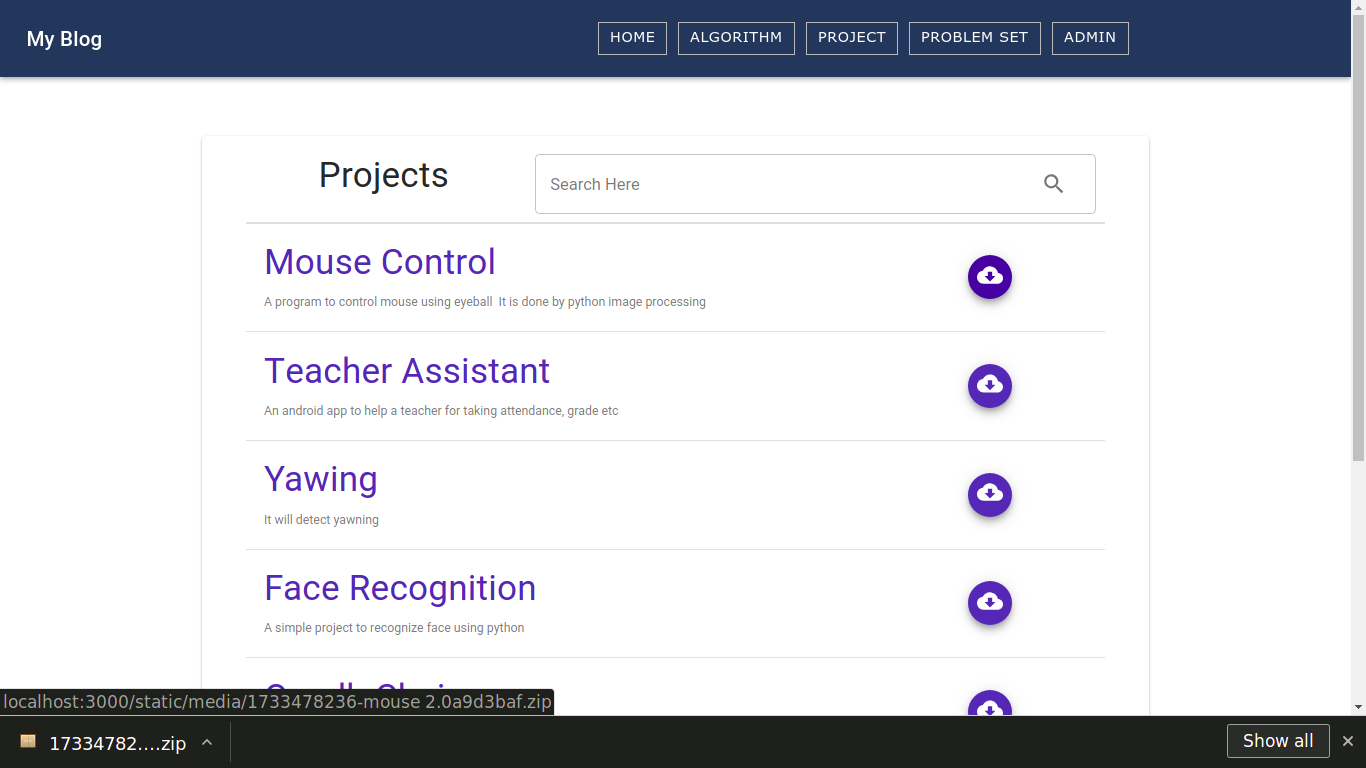 My Blog
HOME ALGORITHM PROJECT PROBLEM SET ADMIN
Projects
Search Here
Mouse Control
A program to control mouse using eyeball  It is done by python image processing
Teacher Assistant
An android app to help a teacher for taking attendance, grade etc
Yawing
It will detect yawning
Face Recognition
A simple project to recognize face using python
localhost:3000/static/media/1733478236-mouse 2.0a9d3baf.zip
17334782....zip
Show all